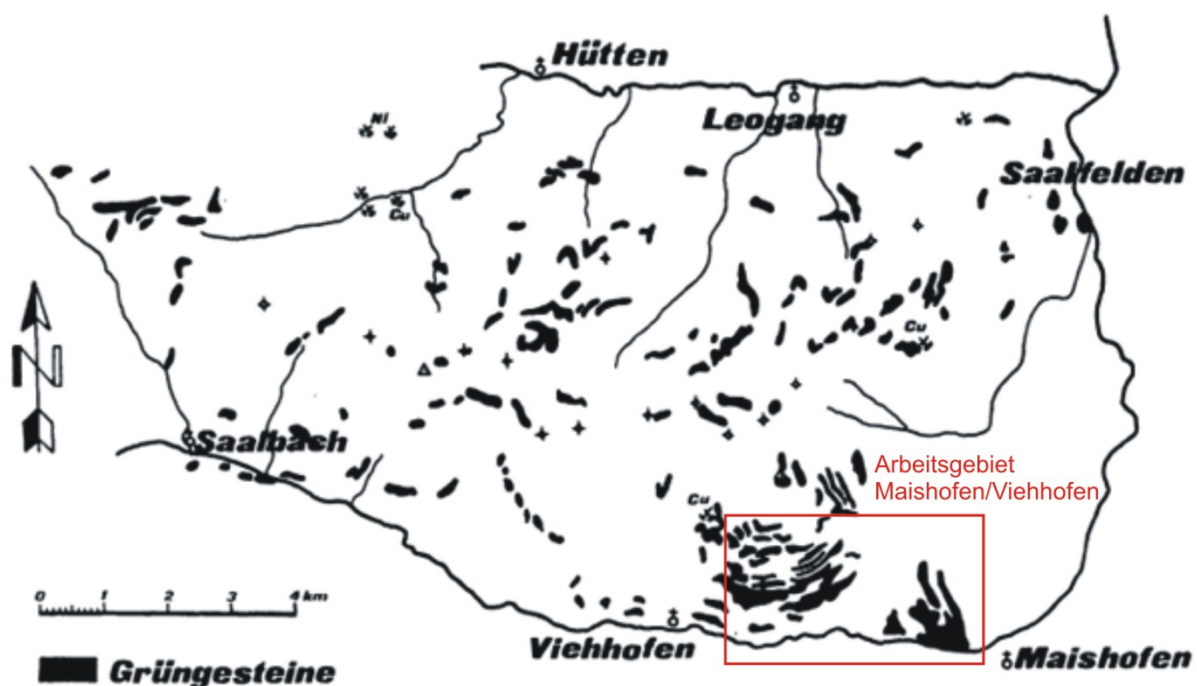 Hütten
Leogang
Ni
Saalfelden
Cu
Cu
N
Saalbach
Arbeitsgebiet
Maishofen/Viehhofen
Cu
0 1 2 3 4 km
Viehhofen
Maishofen
Grüngesteine